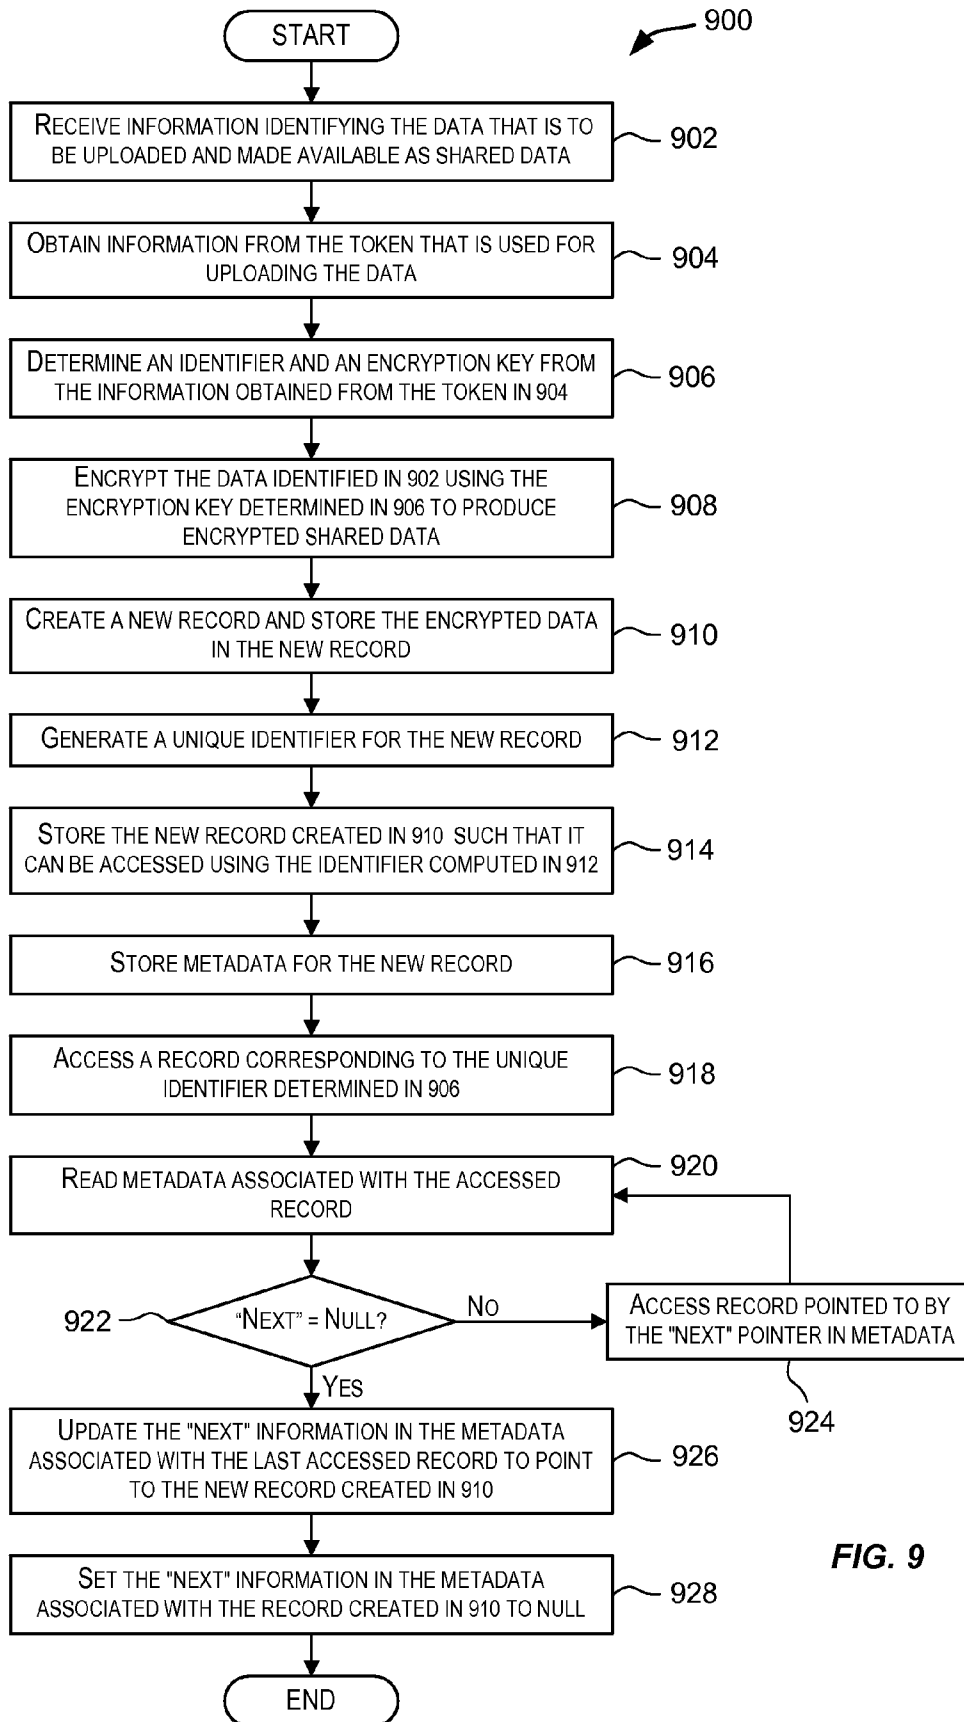 START
900
RECEIVE INFORMATION IDENTIFYING THE DATA THAT IS TO
BE UPLOADED AND MADE AVAILABLE AS SHARED DATA
902
OBTAIN INFORMATION FROM THE TOKEN THAT IS USED FOR
UPLOADING THE DATA
904
DETERMINE AN IDENTIFIER AND AN ENCRYPTION KEY FROM
THE INFORMATION OBTAINED FROM THE TOKEN IN 904
906
ENCRYPT THE DATA IDENTIFIED IN 902 USING THE
ENCRYPTION KEY DETERMINED IN 906 TO PRODUCE
ENCRYPTED SHARED DATA
908
CREATE A NEW RECORD AND STORE THE ENCRYPTED DATA
IN THE NEW RECORD
910
GENERATE A UNIQUE IDENTIFIER FOR THE NEW RECORD
912
STORE THE NEW RECORD CREATED IN 910 SUCH THAT IT
CAN BE ACCESSED USING THE IDENTIFIER COMPUTED IN 912
914
STORE METADATA FOR THE NEW RECORD
916
ACCESS A RECORD CORRESPONDING TO THE UNIQUE
IDENTIFIER DETERMINED IN 906
918
READ METADATA ASSOCIATED WITH THE ACCESSED
RECORD
920
922
“NEXT” = NULL?
NO
ACCESS RECORD POINTED TO BY
THE "NEXT" POINTER IN METADATA
924
YES
UPDATE THE "NEXT" INFORMATION IN THE METADATA
ASSOCIATED WITH THE LAST ACCESSED RECORD TO POINT
TO THE NEW RECORD CREATED IN 910
926
SET THE "NEXT" INFORMATION IN THE METADATA
ASSOCIATED WITH THE RECORD CREATED IN 910 TO NULL
928
FIG. 9
END